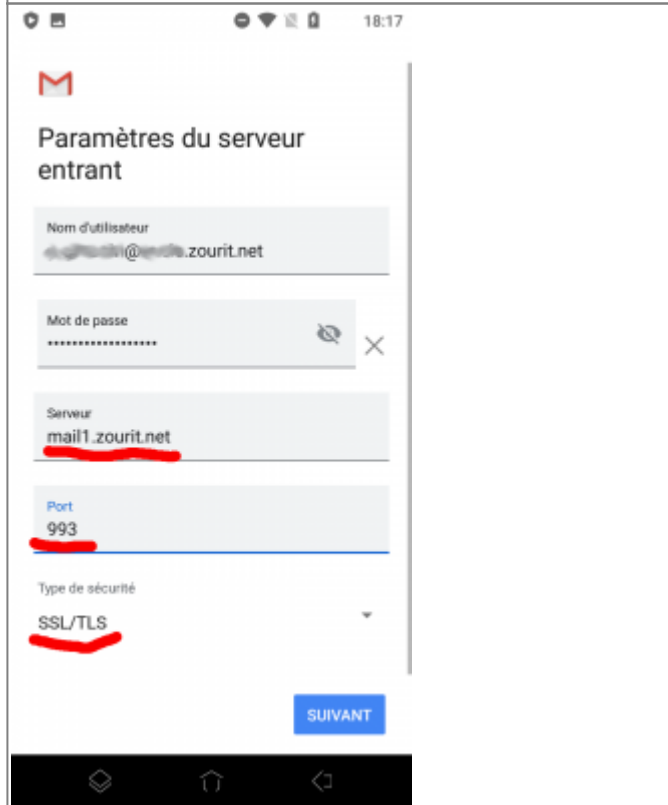 18:17
Paramètres du serveur
entrant
Nom d'utilisateur
.zourit.net
Mot de passe
••••••••••••••••••
Serveur
mail1.zourit.net
Port
993
Type de sécurité
SSL/TLS
SUIVANT